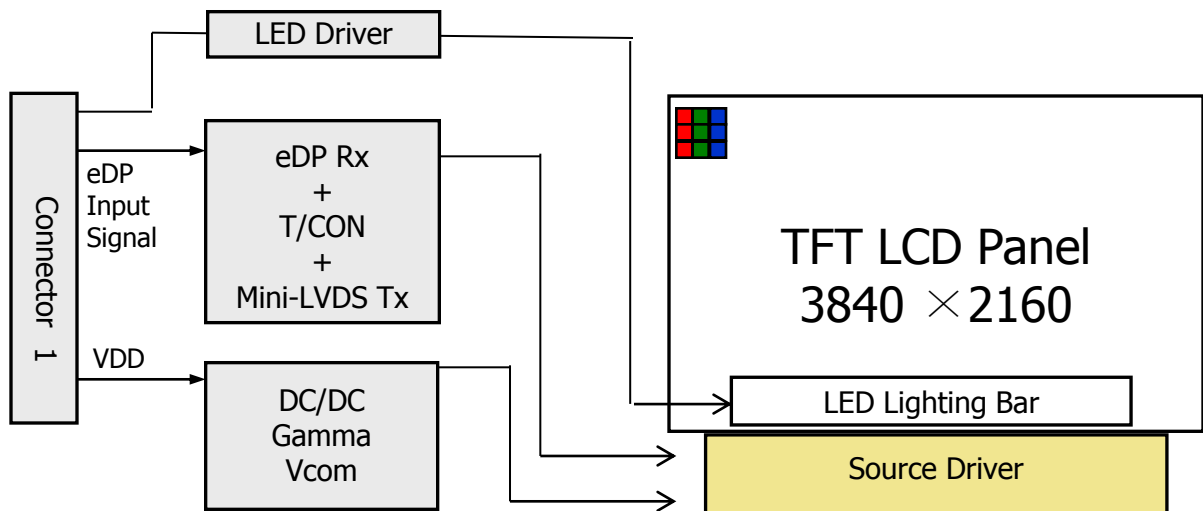 LED Driver
Connector 1
eDP
Input
Signal
eDP Rx
+
T/CON
+
Mini-LVDS Tx
VDD
DC/DC
Gamma
Vcom
TFT LCD Panel
3840 ×2160
LED Lighting Bar
Source Driver